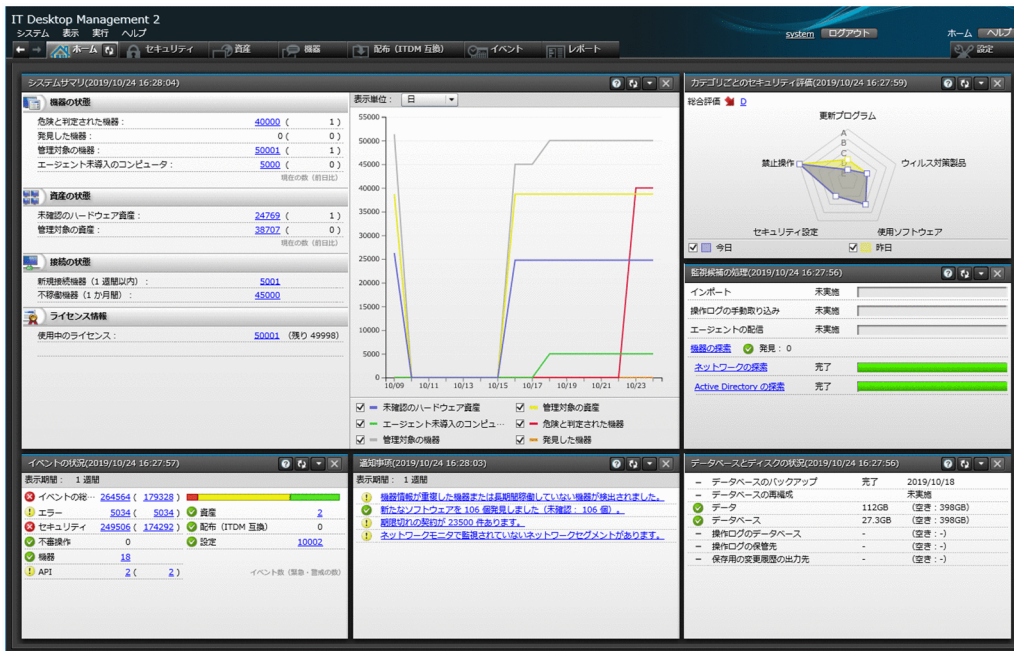 IT Desktop Management 2
システム 表示 実行 ヘルプ
system ログアウト
ホーム ヘルプ
ホーム セキュリティ 資産 機器 配布 (ITDM 互換) イベント レポート 設定
システムサマリ(2019/10/24 16:28:04)
機器の状態
危険と判定された機器： 40000 ( 1 )
発見した機器： 0 ( 0 )
管理対象の機器： 50001 ( 1 )
エージェント未導入のコンピュータ： 5000 ( 0 )
現在の数（前日比）
資産の状態
未確認のハードウェア資産： 24769 ( 1 )
管理対象の資産： 38707 ( 0 )
現在の数（前日比）
接続の状態
新規接続機器（1 週間以内）： 5001
不稼働機器（1 か月間）： 45000
ライセンス情報
使用中のライセンス： 50001 (残り 49998)
表示単位： 日
55000
50000
45000
40000
35000
30000
25000
20000
15000
10000
5000
0
10/09 10/11 10/13 10/15 10/17 10/19 10/21 10/23
未確認のハードウェア資産 管理対象の資産
エージェント未導入のコンピュ… 危険と判定された機器
管理対象の機器 発見した機器
カテゴリごとのセキュリティ評価(2019/10/24 16:27:59)
総合評価 D
更新プログラム
A
B
C
D
禁止操作 ウィルス対策製品
セキュリティ設定 使用ソフトウェア
今日 昨日
監視候補の処理(2019/10/24 16:27:56)
インポート 未実施
操作ログの手動取り込み 未実施
エージェントの配信 未実施
機器の探索 発見： 0
ネットワークの探索 完了
Active Directory の探索 完了
イベントの状況(2019/10/24 16:27:57)
表示期間： 1 週間
イベントの総… 264564 ( 179328 )
エラー 5034 ( 5034 ) 資産 2
セキュリティ 249506 ( 174292 ) 配布 (ITDM 互換) 0
不審操作 0 設定 10002
機器 18
API 2 ( 2 ) イベント数（緊急・警戒の数）
通知事項(2019/10/24 16:28:03)
表示期間： 1 週間
機器情報が重複した機器または長期間稼働していない機器が検出されました。
新たなソフトウェアを 106 個発見しました（未確認： 106 個）。
期限切れの契約が 23500 件あります。
ネットワークモニタで監視されていないネットワークセグメントがあります。
データベースとディスクの状況(2019/10/24 16:27:56)
データベースのバックアップ 完了 2019/10/18
データベースの再編成 未実施
データ 112GB (空き：398GB)
データベース 27.3GB (空き：398GB)
操作ログのデータベース - (空き：-)
操作ログの保管先 - (空き：-)
保存用の変更履歴の出力先 - (空き：-)